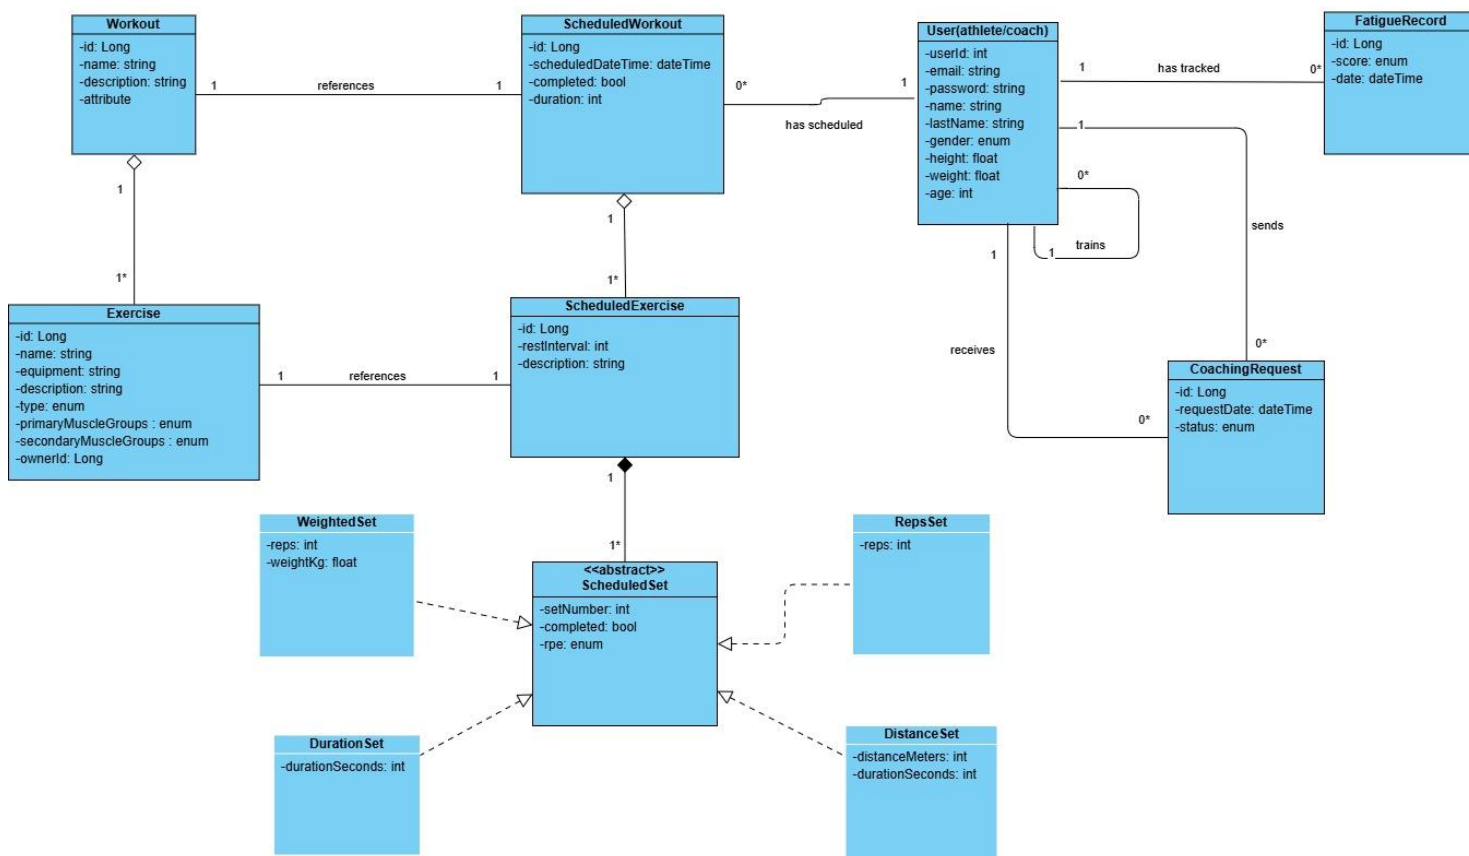 Workout
-id: Long
-name: string
-description: string
-attribute
1
references
1
ScheduledWorkout
-id: Long
-scheduledDateTime: dateTime
-completed: bool
-duration: int
0*
has scheduled
1
User(athlete/coach)
-userId: int
-email: string
-password: string
-name: string
-lastName: string
-gender: enum
-height: float
-weight: float
-age: int
1
has tracked
0*
FatigueRecord
-id: Long
-score: enum
-date: dateTime
1
sends
0*
0*
trains
1
1
receives
0*
CoachingRequest
-id: Long
-requestDate: dateTime
-status: enum
1
1*
1
1*
Exercise
-id: Long
-name: string
-equipment: string
-description: string
-type: enum
-primaryMuscleGroups : enum
-secondaryMuscleGroups : enum
-ownerId: Long
1
references
1
ScheduledExercise
-id: Long
-restInterval: int
-description: string
1
1*
WeightedSet
-reps: int
-weightKg: float
<<abstract>>
ScheduledSet
-setNumber: int
-completed: bool
-rpe: enum
RepsSet
-reps: int
DurationSet
-durationSeconds: int
DistanceSet
-distanceMeters: int
-durationSeconds: int